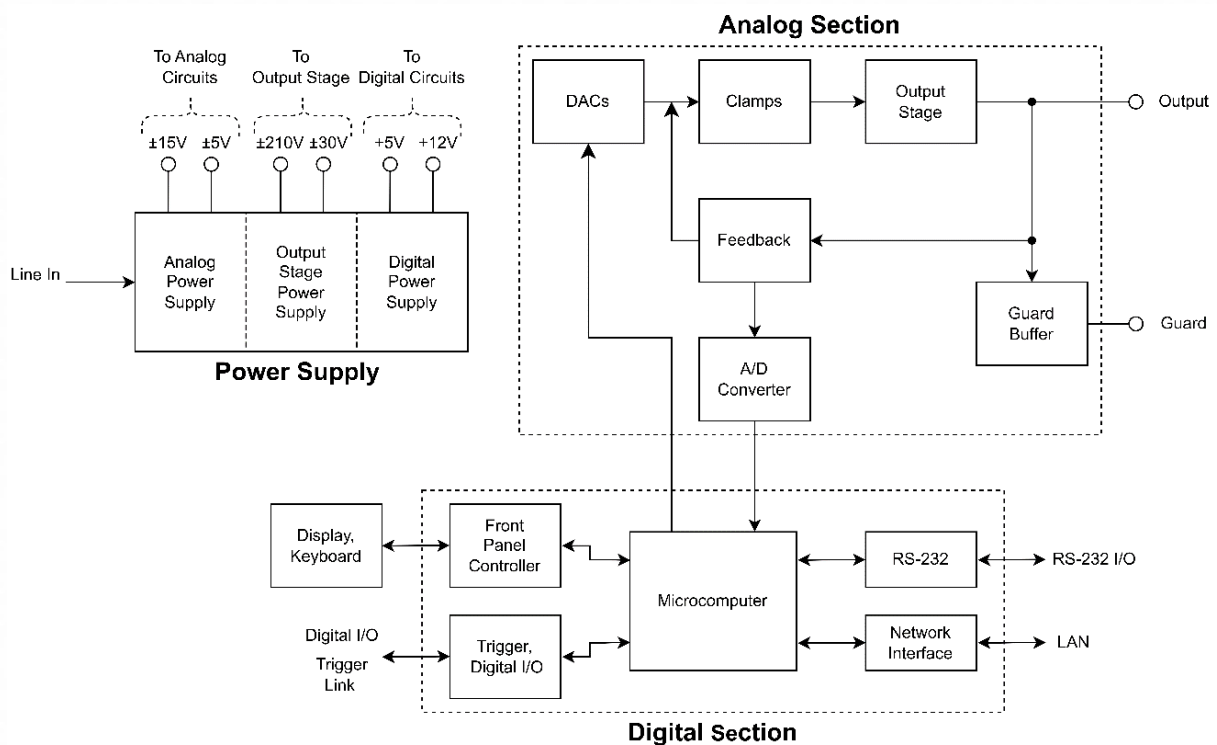 Analog Section
To Analog
Circuits
To
Output Stage
To
Digital Circuits
±15V
±5V
±210V
±30V
+5V
+12V
Line In
Analog
Power
Supply
Output
Stage
Power
Supply
Digital
Power
Supply
Power Supply
DACs
Clamps
Output
Stage
Output
Feedback
Guard
Buffer
Guard
A/D
Converter
Display,
Keyboard
Front
Panel
Controller
Microcomputer
RS-232
RS-232 I/O
Digital I/O
Trigger
Link
Trigger,
Digital I/O
Network
Interface
LAN
Digital Section